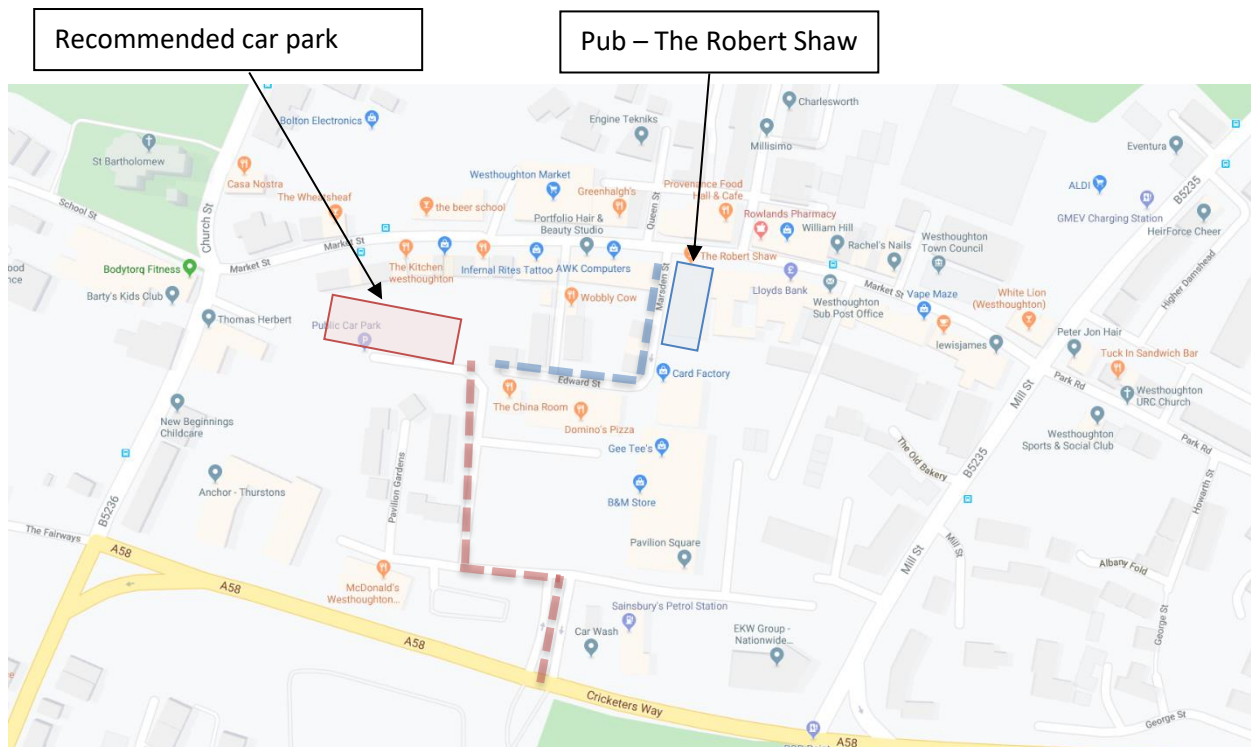 Recommended car park
Pub – The Robert Shaw
Charlesworth
Bolton Electronics
Engine Tekniks
Millisimo
Eventura
St Bartholomew
B5235
Casa Nostra
Westhoughton Market
Greenhalgh's
Provenance Food
Hall & Cafe
ALDI
GMEV Charging Station
The Wheatsheaf
the beer school
Queen St
HeirForce Cheer
School St
Church St
Portfolio Hair &
Beauty Studio
Rowlands Pharmacy
William Hill
Rachel's Nails
Westhoughton
Town Council
Market St
Market St
Bodytorq Fitness
The Kitchen
westhoughton
Infernal Rites Tattoo
AWK Computers
The Robert Shaw
Higher Damshead
ood
nce
Barty's Kids Club
Wobbly Cow
Marsden St
Lloyds Bank
Market St
Westhoughton
Sub Post Office
Vape Maze
White Lion
(Westhoughton)
Thomas Herbert
Public Car Park
P
lewisjames
Peter Jon Hair
Tuck In Sandwich Bar
Card Factory
Edward St
Park Rd
Mill St
Westhoughton
URC Church
The China Room
Domino's Pizza
New Beginnings
Childcare
Westhoughton
Sports & Social Club
Park Rd
Gee Tee's
The Old Bakery
B5235
Anchor - Thurstons
Pavilion Gardens
B&M Store
Howarth St
B5236
The Fairways
A58
Pavilion Square
Mill St
Mill St
Albany Fold
McDonald's
Westhoughton...
A58
Sainsbury's Petrol Station
George St
Car Wash
EKW Group -
Nationwide...
A58
Cricketers Way
George St
A58